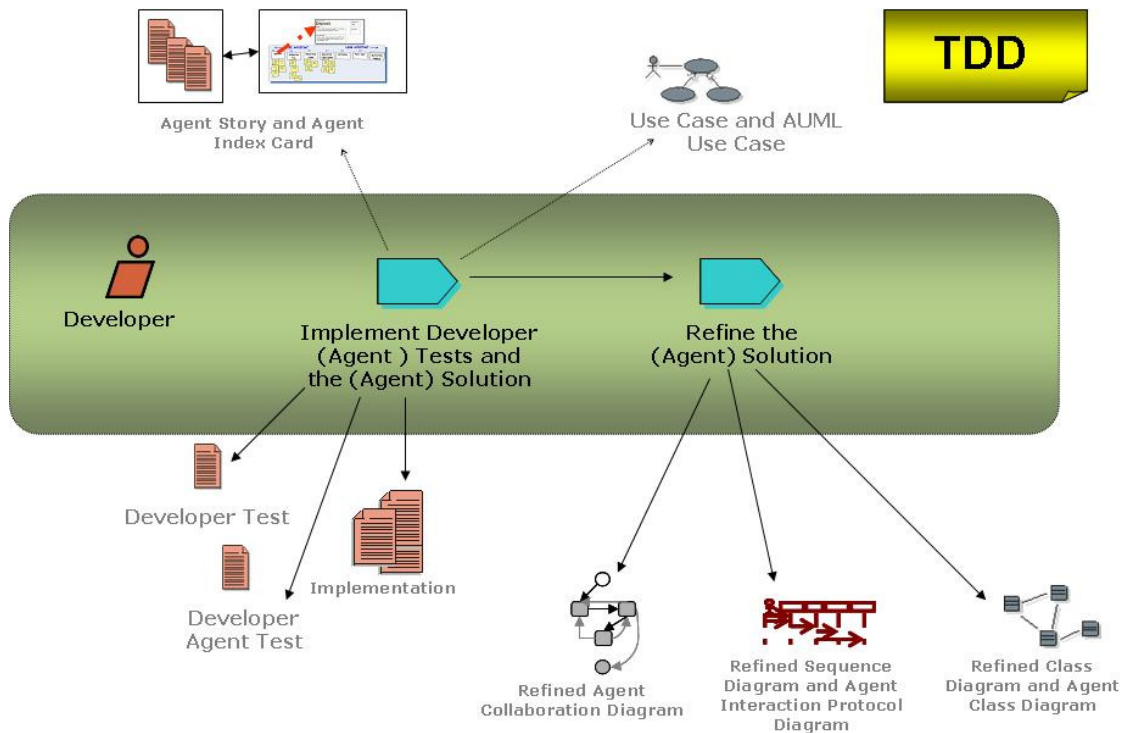 TDD
Agent Story and Agent
Index Card
Use Case and AUML
Use Case
Developer
Implement Developer
(Agent ) Tests and
the (Agent) Solution
Refine the
(Agent) Solution
Developer Test
Implementation
Developer
Agent Test
Refined Agent
Collaboration Diagram
Refined Sequence
Diagram and Agent
Interaction Protocol
Diagram
Refined Class
Diagram and Agent
Class Diagram